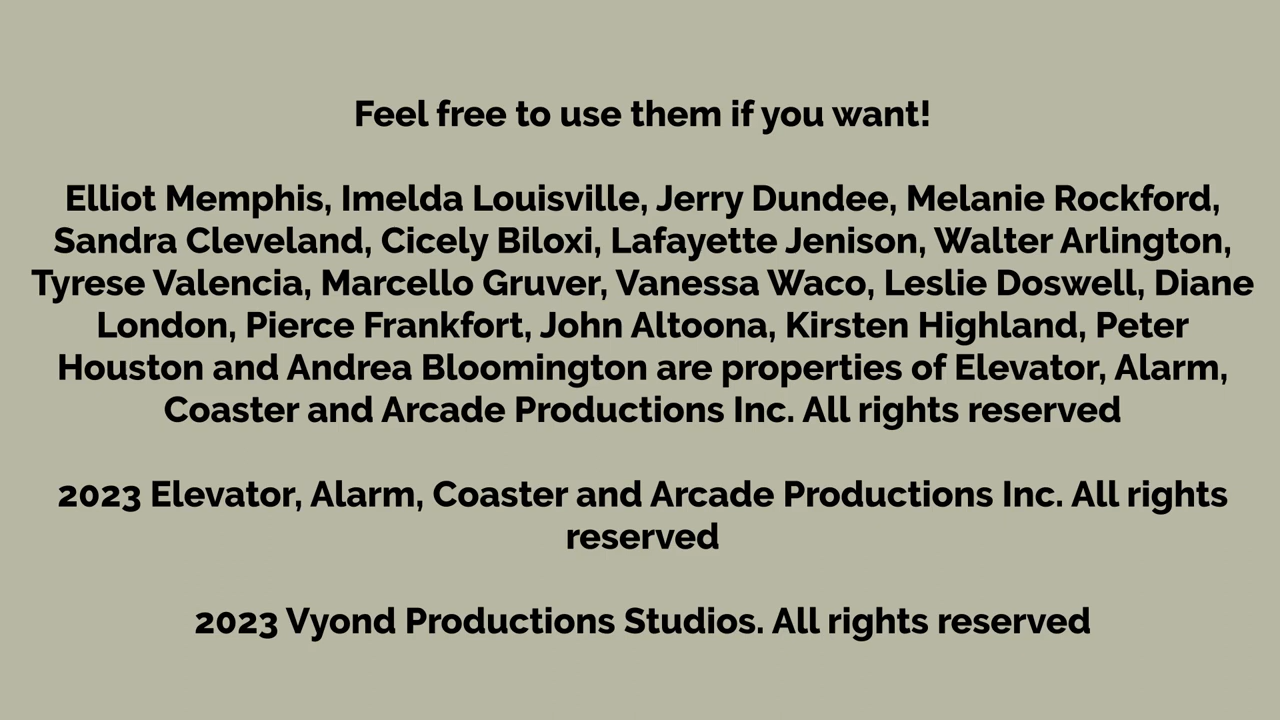 Feel free to use them if you want!
Elliot Memphis, Imelda Louisville, Jerry Dundee, Melanie Rockford,
Sandra Cleveland, Cicely Biloxi, Lafayette Jenison, Walter Arlington,
Tyrese Valencia, Marcello Gruver, Vanessa Waco, Leslie Doswell, Diane
London, Pierce Frankfort, John Altoona, Kirsten Highland, Peter
Houston and Andrea Bloomington are properties of Elevator, Alarm,
Coaster and Arcade Productions Inc. All rights reserved
2023 Elevator, Alarm, Coaster and Arcade Productions Inc. All rights
reserved
2023 Vyond Productions Studios. All rights reserved